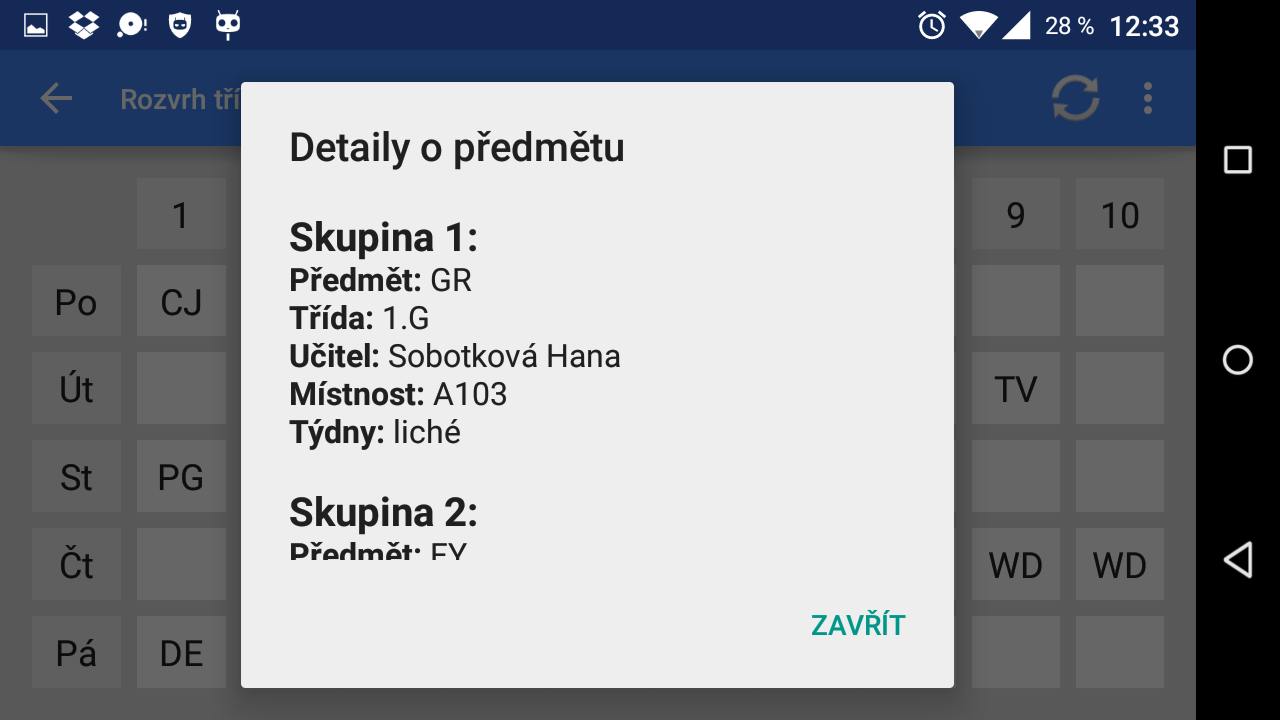 28 % 12:33
Rozvrh tří
Detaily o předmětu
Skupina 1:
Předmět: GR
Třída: 1.G
Učitel: Sobotková Hana
Místnost: A103
Týdny: liché
Skupina 2:
Předmět: FY
ZAVŘÍT
1 9 10
Po CJ
Út TV
St PG
Čt WD WD
Pá DE